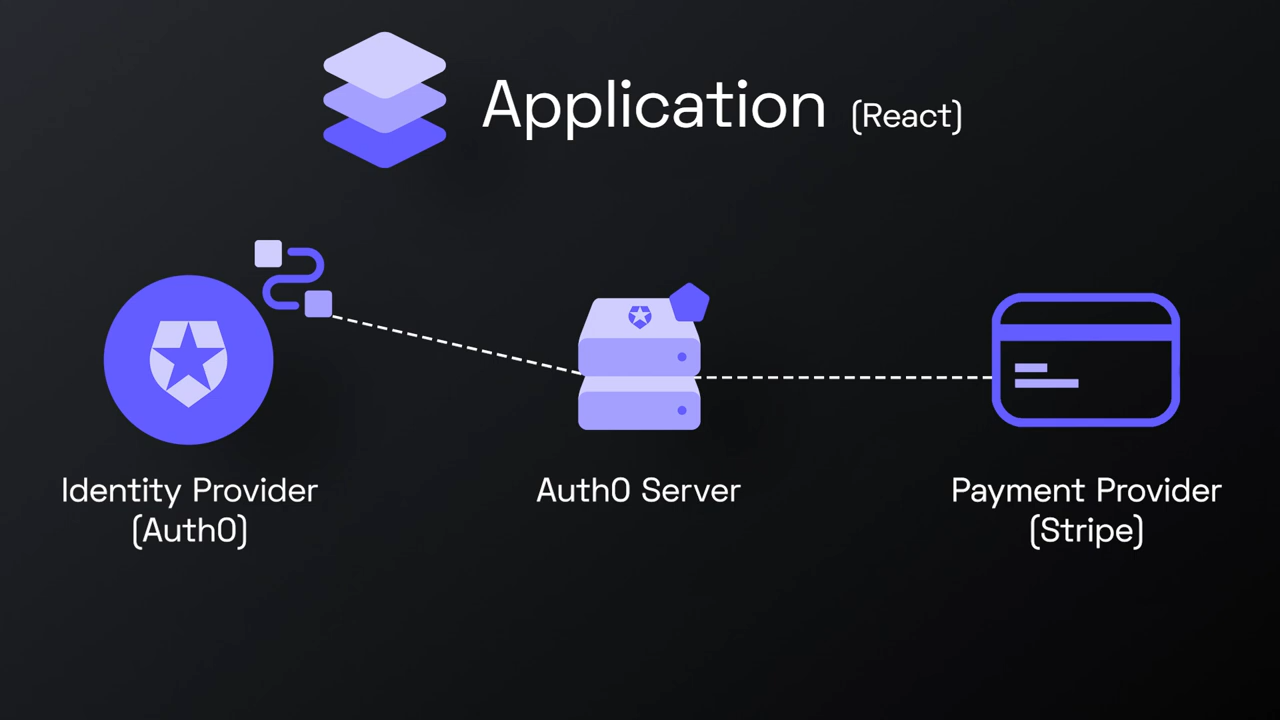 Application (React)
Identity Provider
(Auth0)
Auth0 Server
Payment Provider
(Stripe)